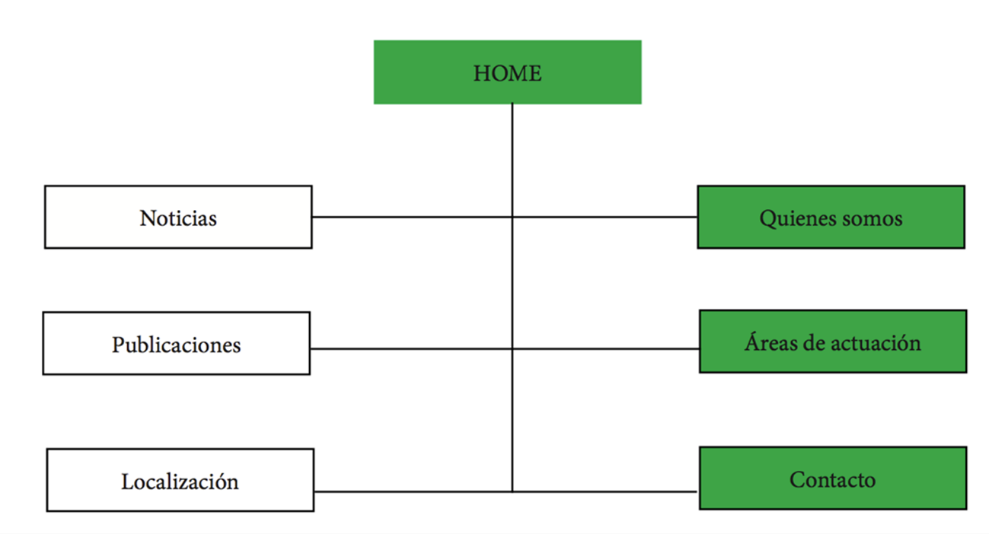 HOME
Noticias
Quienes somos
Publicaciones
Áreas de actuación
Localización
Contacto